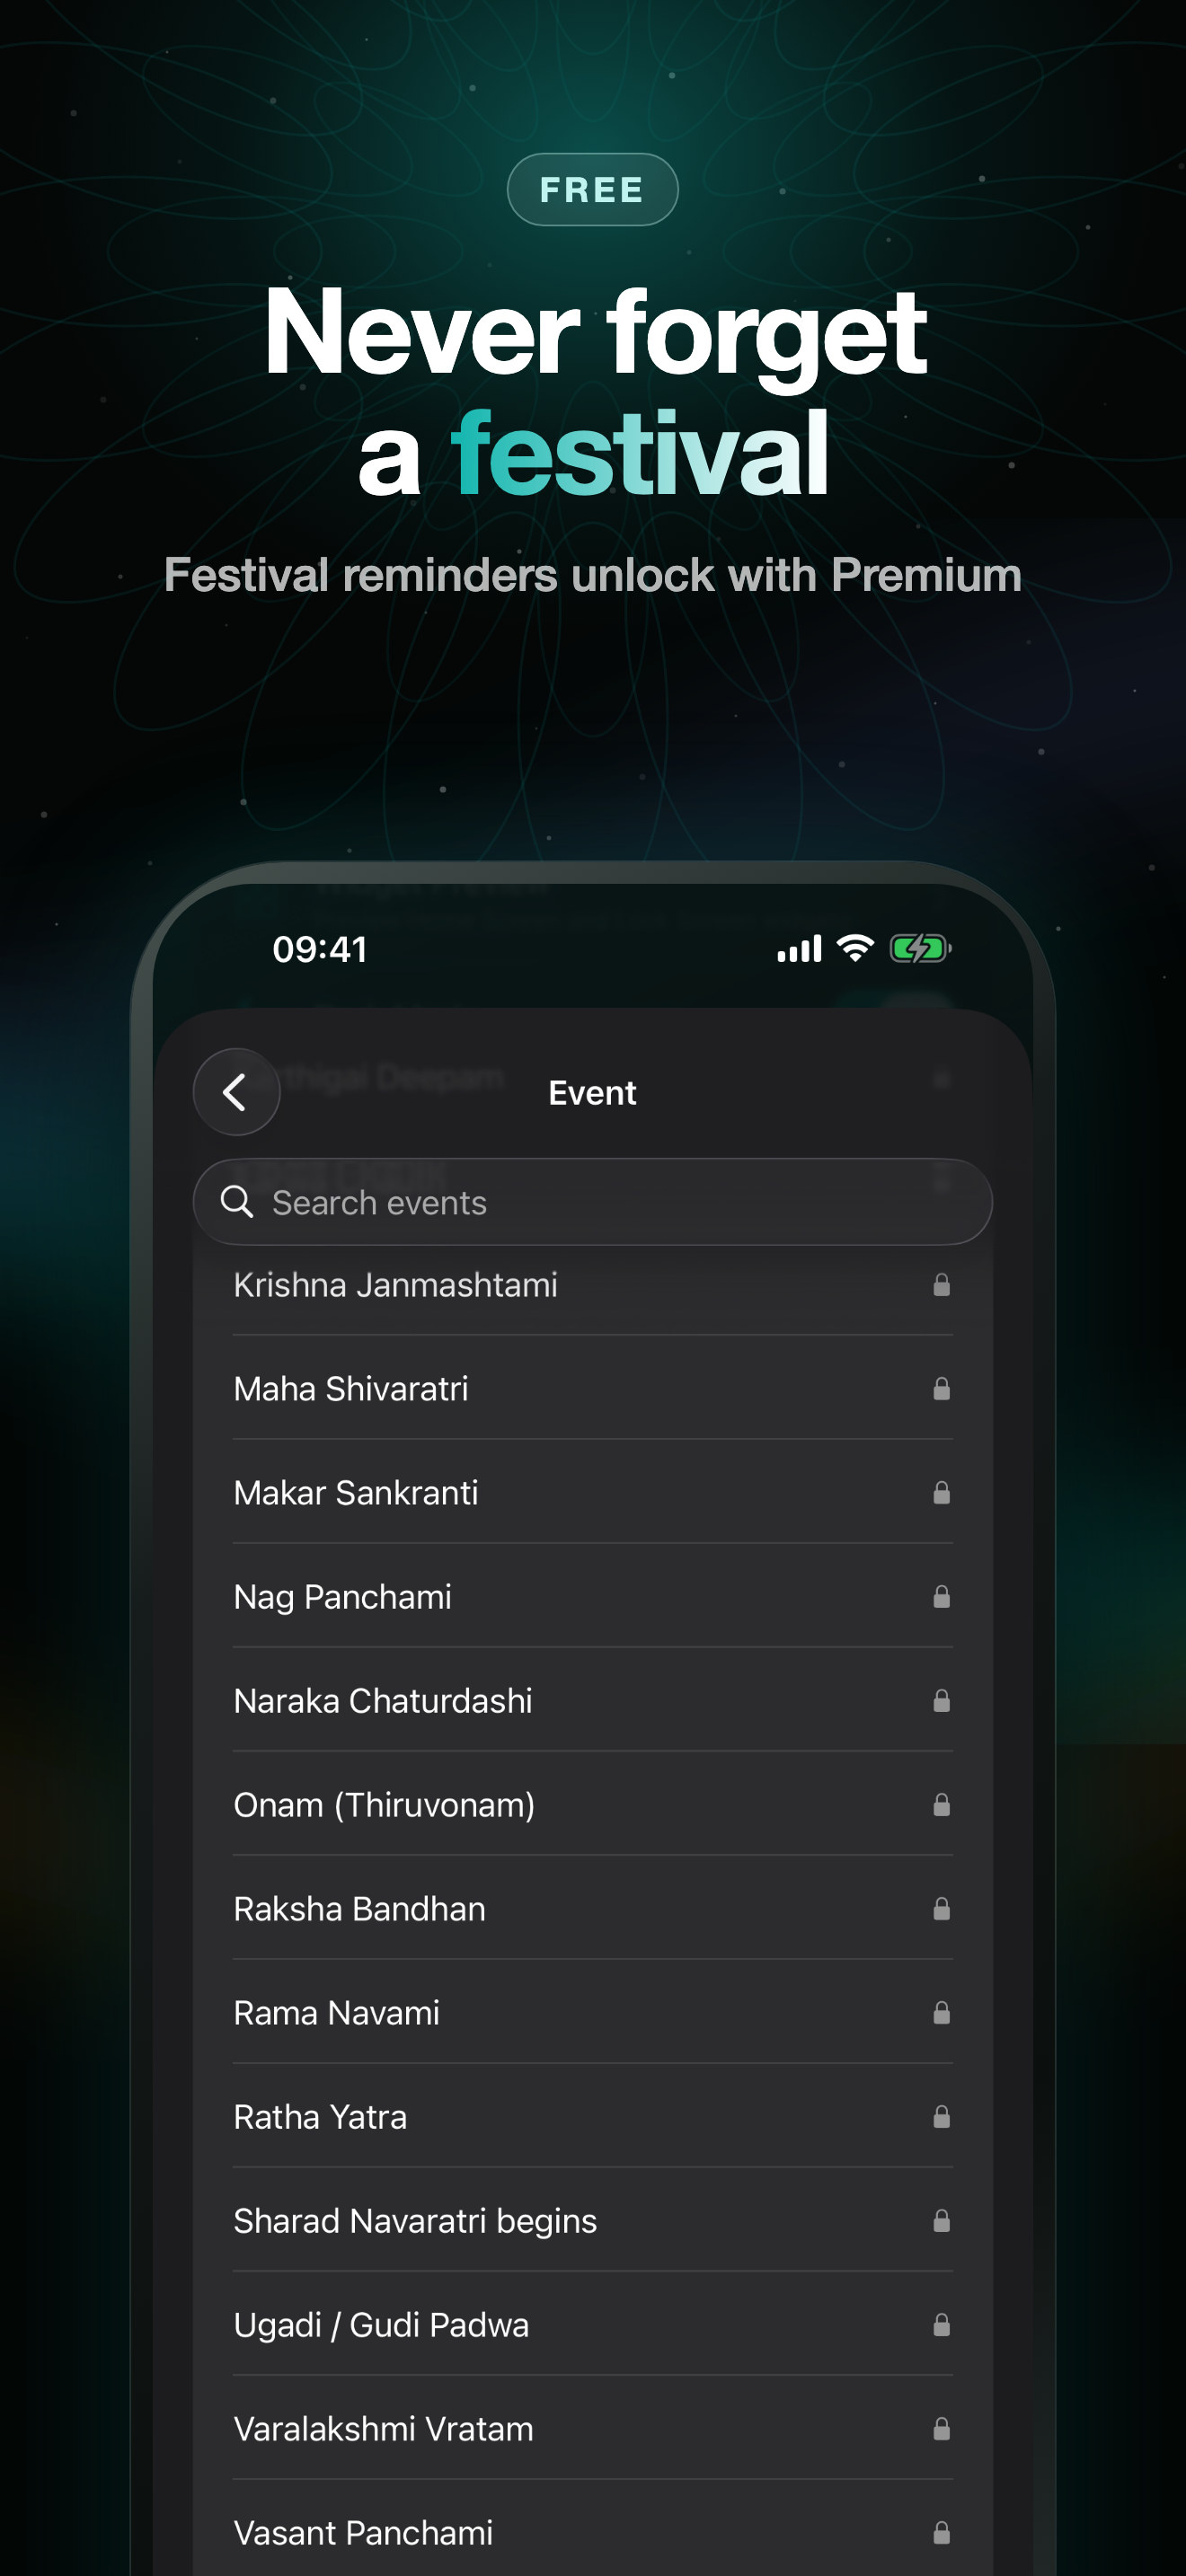 FREE
Never forget
a festival
Festival reminders unlock with Premium
09:41
Event
Search events
Krishna Janmashtami
Maha Shivaratri
Makar Sankranti
Nag Panchami
Naraka Chaturdashi
Onam (Thiruvonam)
Raksha Bandhan
Rama Navami
Ratha Yatra
Sharad Navaratri begins
Ugadi / Gudi Padwa
Varalakshmi Vratam
Vasant Panchami